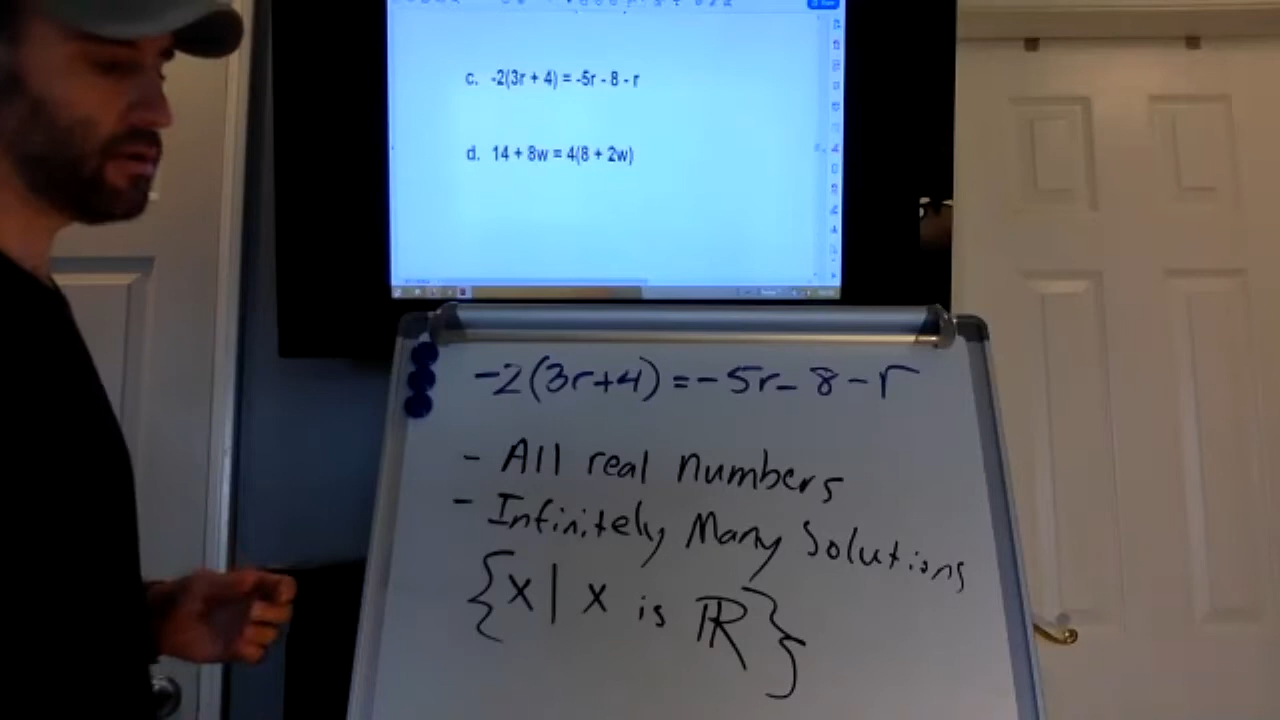 c. -2(3r + 4) = -5r - 8 - r
d. 14 + 8w = 4(8 + 2w)
-2(3r+4) = -5r-8-r
- All real numbers
- Infinitely Many Solutions
{x| x is ℝ}